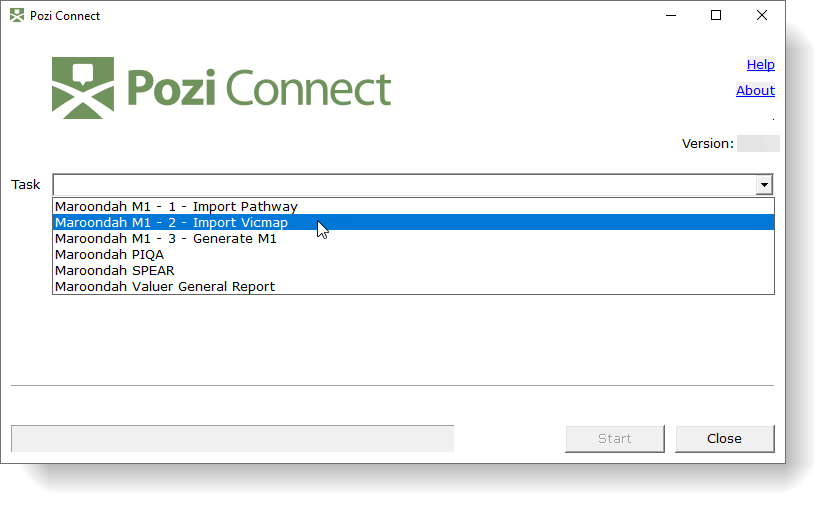 Pozi Connect
Pozi Connect
Help
About
.
Version:
Task
Maroondah M1 - 1 - Import Pathway
Maroondah M1 - 2 - Import Vicmap
Maroondah M1 - 3 - Generate M1
Maroondah PIQA
Maroondah SPEAR
Maroondah Valuer General Report
Start
Close